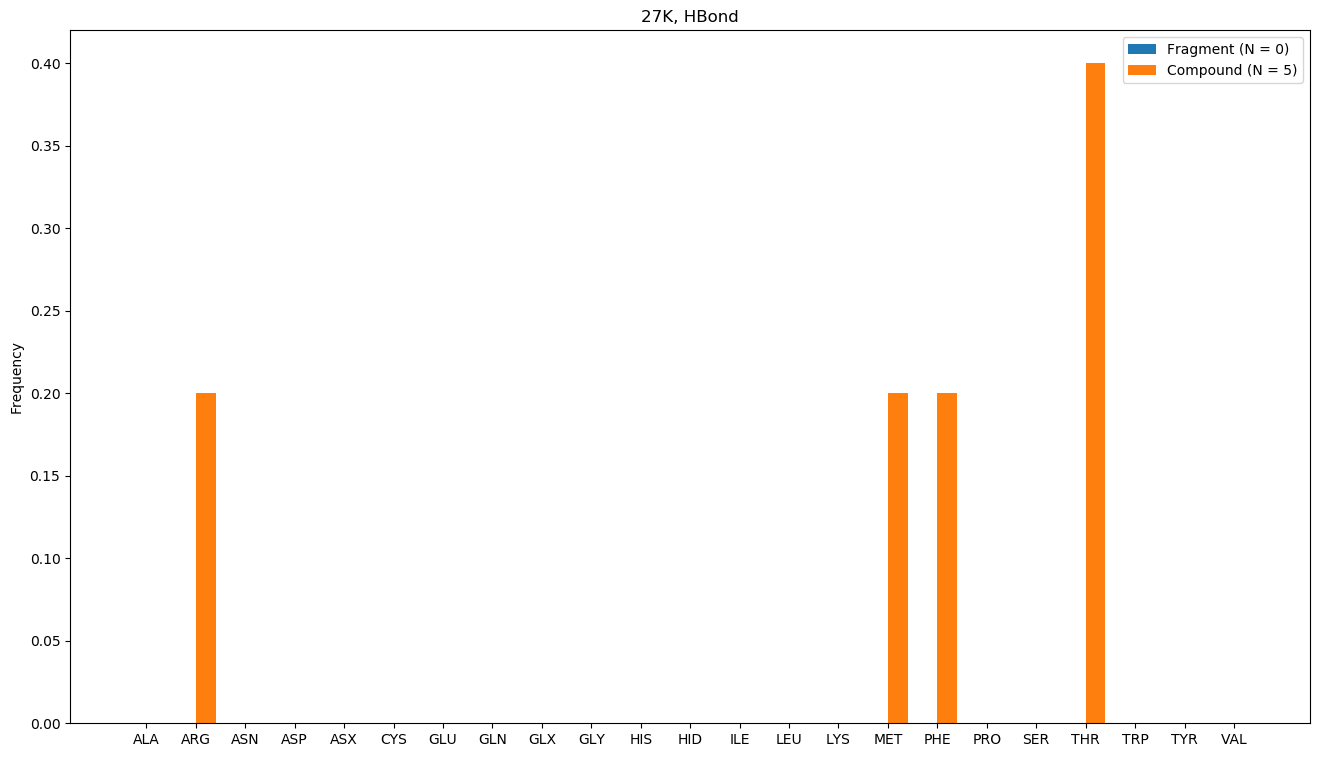 27K, HBond
Fragment (N = 0)
Compound (N = 5)
Frequency
0.40
0.35
0.30
0.25
0.20
0.15
0.10
0.05
0.00
ALA ARG ASN ASP ASX CYS GLU GLN GLX GLY HIS HID ILE LEU LYS MET PHE PRO SER THR TRP TYR VAL